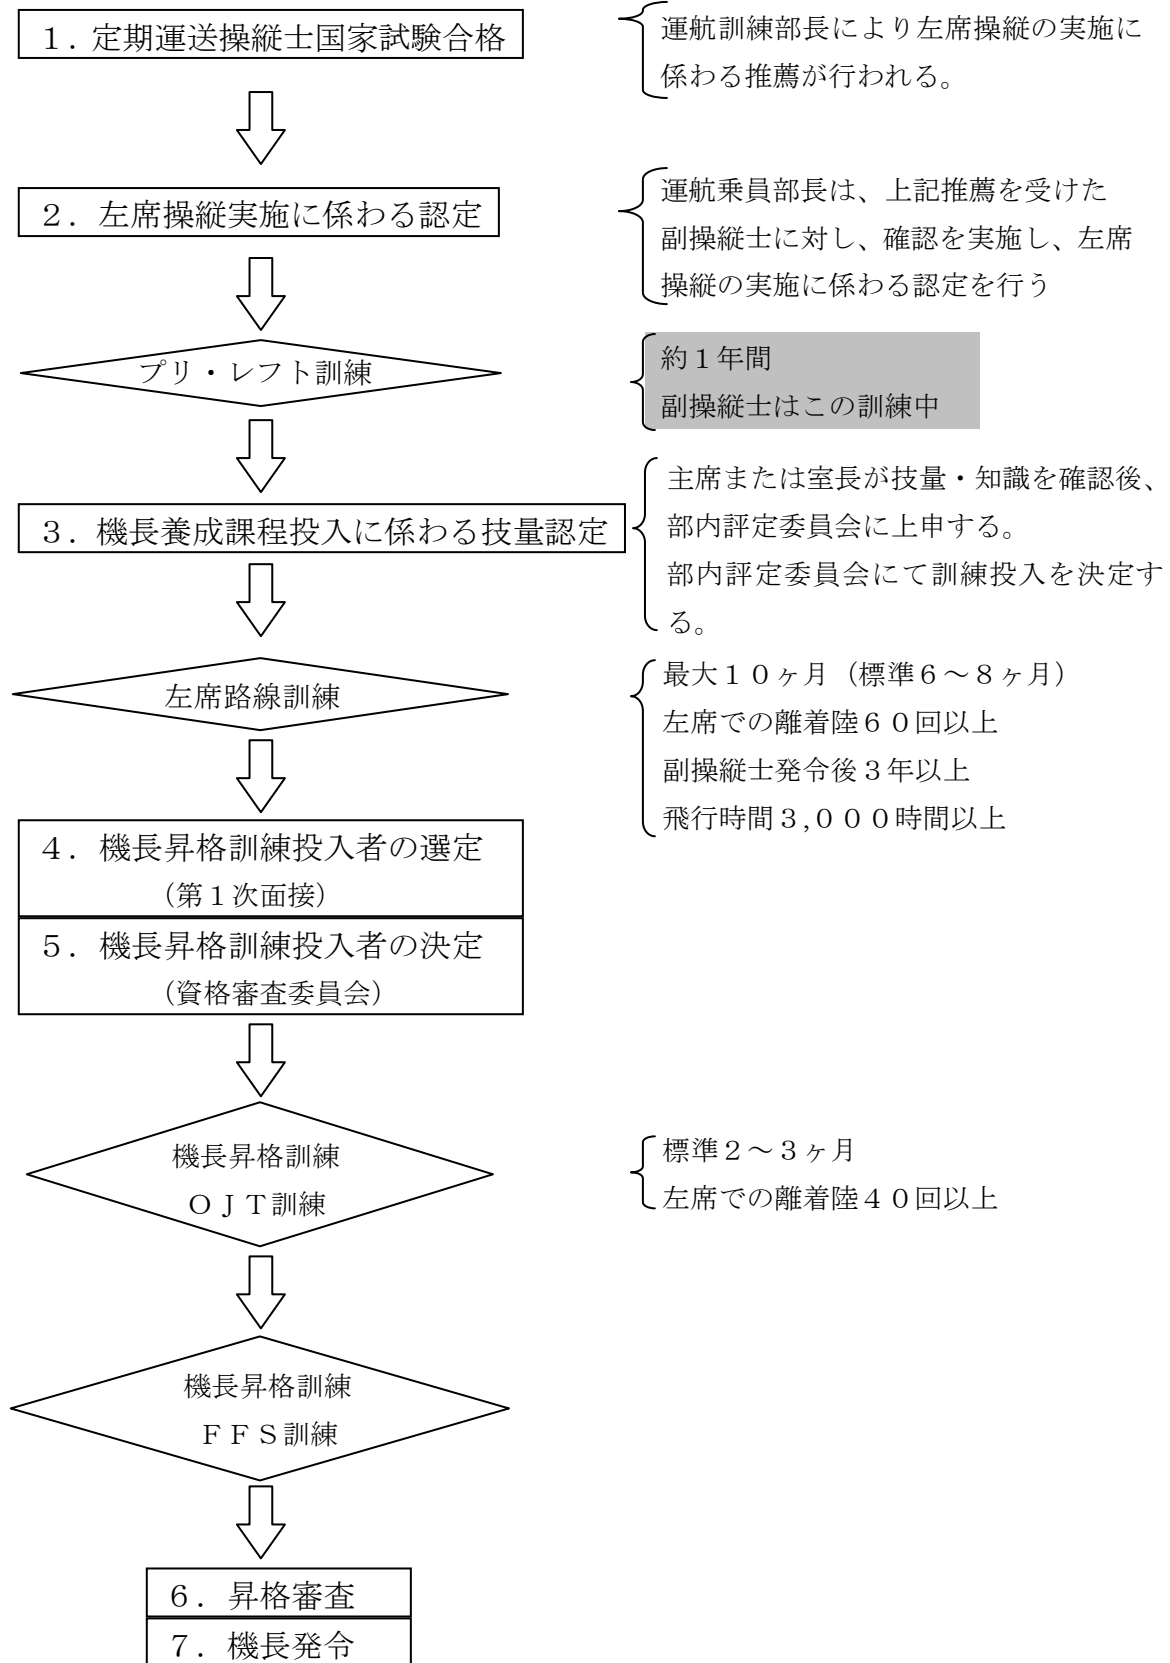 １．定期運送操縦士国家試験合格
運航訓練部長により左席操縦の実施に
係わる推薦が行われる。
２．左席操縦実施に係わる認定
運航乗員部長は、上記推薦を受けた
副操縦士に対し、確認を実施し、左席
操縦の実施に係わる認定を行う
プリ・レフト訓練
約１年間
副操縦士はこの訓練中
３．機長養成課程投入に係わる技量認定
主席または室長が技量・知識を確認後、
部内評定委員会に上申する。
部内評定委員会にて訓練投入を決定す
る。
左席路線訓練
最大１０ヶ月（標準６～８ヶ月）
左席での離着陸６０回以上
副操縦士発令後３年以上
飛行時間３,０００時間以上
４．機長昇格訓練投入者の選定
（第１次面接）
５．機長昇格訓練投入者の決定
（資格審査委員会）
機長昇格訓練
ＯＪＴ訓練
標準２～３ヶ月
左席での離着陸４０回以上
機長昇格訓練
ＦＦＳ訓練
６．昇格審査
７．機長発令